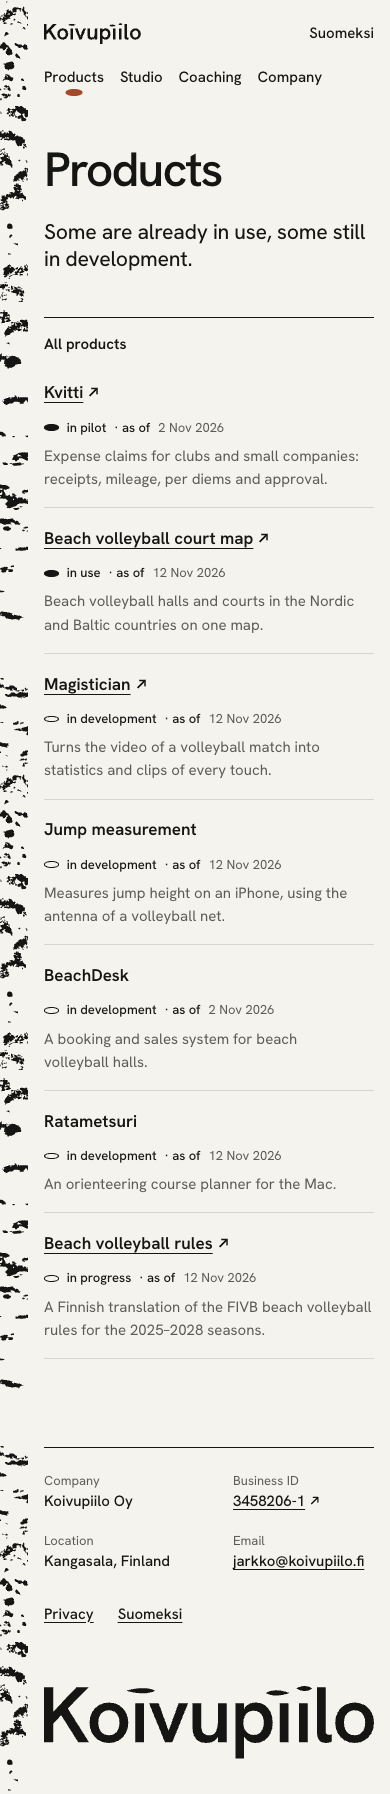 Koivupiilo
Suomeksi
Products Studio Coaching Company
Products
Some are already in use, some still
in development.
All products
Kvitti ↗
in pilot · as of 2 Nov 2026
Expense claims for clubs and small companies:
receipts, mileage, per diems and approval.
Beach volleyball court map ↗
in use · as of 12 Nov 2026
Beach volleyball halls and courts in the Nordic
and Baltic countries on one map.
Magistician ↗
in development · as of 12 Nov 2026
Turns the video of a volleyball match into
statistics and clips of every touch.
Jump measurement
in development · as of 12 Nov 2026
Measures jump height on an iPhone, using the
antenna of a volleyball net.
BeachDesk
in development · as of 2 Nov 2026
A booking and sales system for beach
volleyball halls.
Ratametsuri
in development · as of 12 Nov 2026
An orienteering course planner for the Mac.
Beach volleyball rules ↗
in progress · as of 12 Nov 2026
A Finnish translation of the FIVB beach volleyball
rules for the 2025–2028 seasons.
Company
Koivupiilo Oy
Business ID
3458206-1 ↗
Location
Kangasala, Finland
Email
jarkko@koivupiilo.fi
Privacy Suomeksi
Koivupiilo